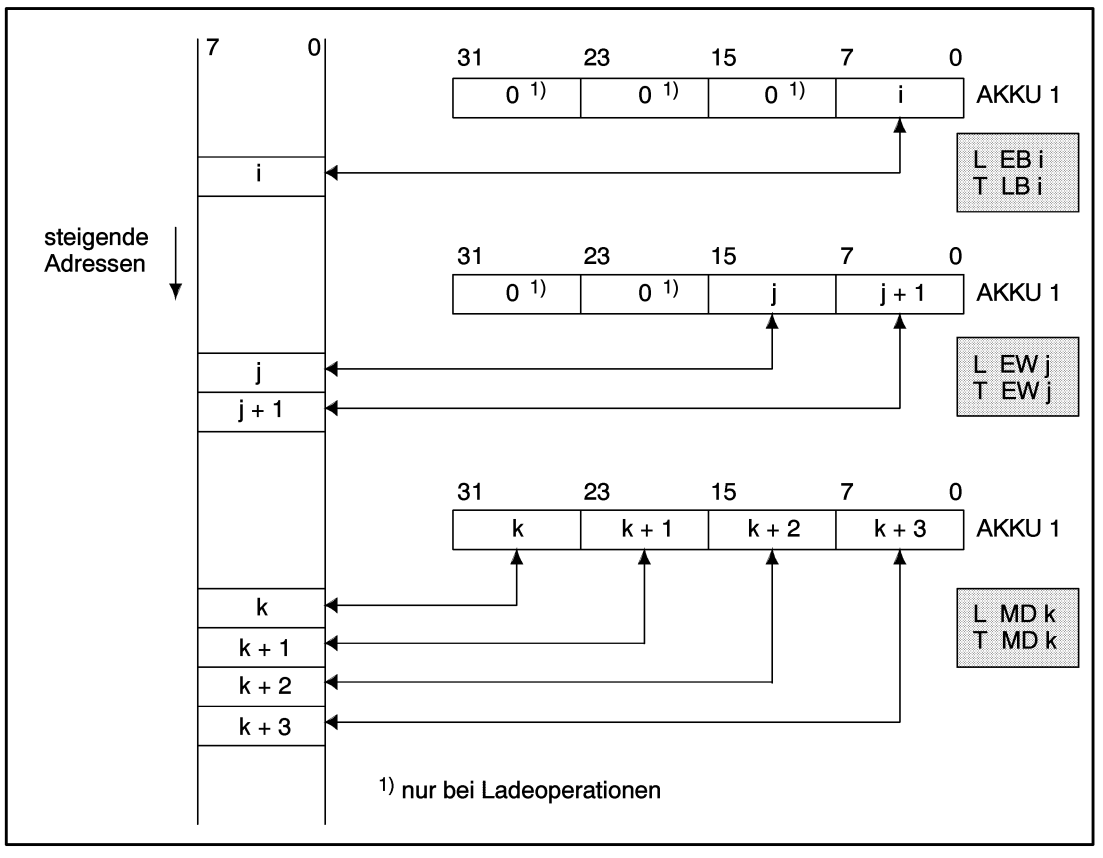 7 0
31 23 15 7 0
0 1) 0 1) 0 1) i AKKU 1
i
L EB i
T LB i
steigende
Adressen
31 23 15 7 0
0 1) 0 1) j j + 1 AKKU 1
j
j + 1
L EW j
T EW j
31 23 15 7 0
k k + 1 k + 2 k + 3 AKKU 1
k
k + 1
k + 2
k + 3
L MD k
T MD k
1) nur bei Ladeoperationen